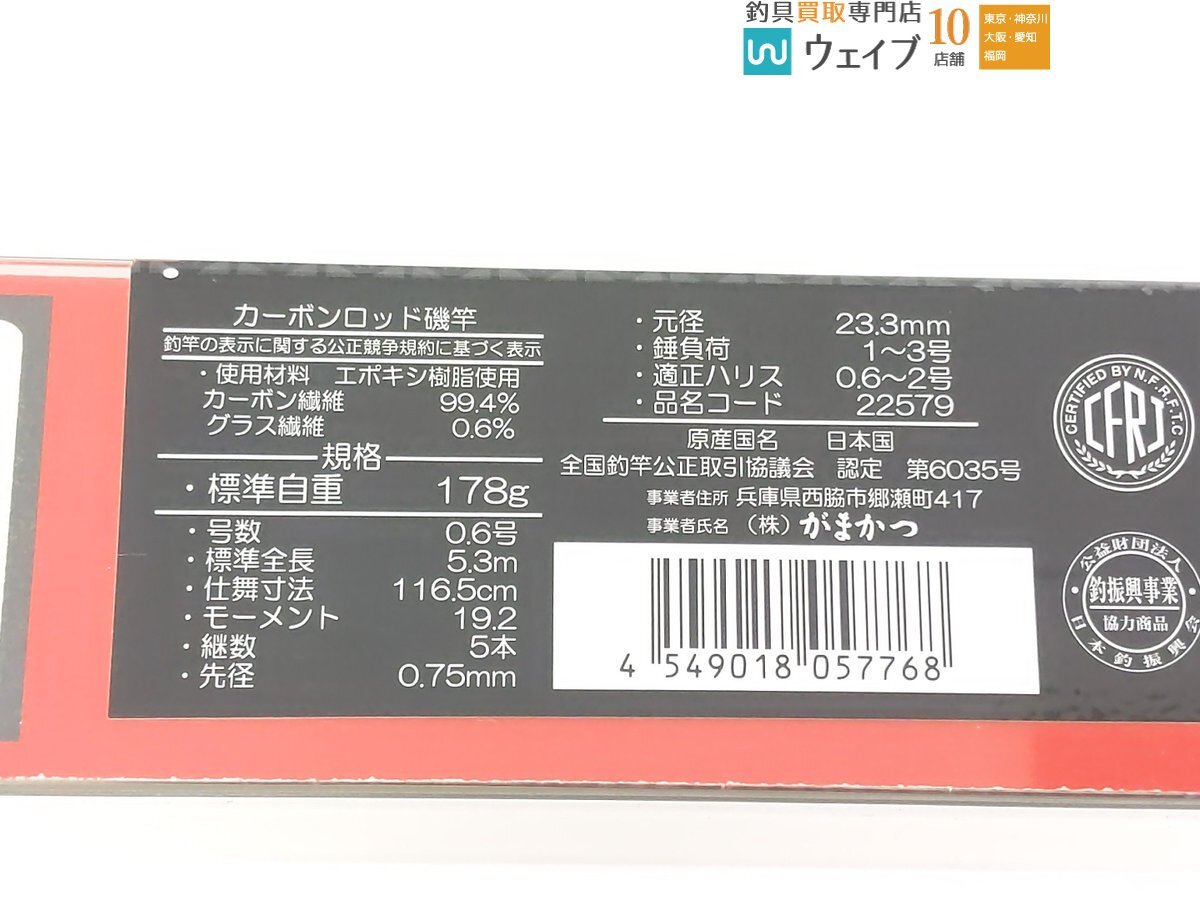 釣具買取専門店
ウェイブ
10店舗
東京・神奈川
大阪・愛知
福岡
カーボンロッド磯竿
釣竿の表示に関する公正競争規約に基づく表示
・使用材料 エポキシ樹脂使用
カーボン繊維 99.4%
グラス繊維 0.6%
規格
・標準自重 178g
・号数 0.6号
・標準全長 5.3m
・仕舞寸法 116.5cm
・モーメント 19.2
・継数 5本
・先径 0.75mm
・元径 23.3mm
・錘負荷 1〜3号
・適正ハリス 0.6〜2号
・品名コード 22579
原産国名 日本国
全国釣竿公正取引協議会 認定 第6035号
事業者住所 兵庫県西脇市郷瀬町417
事業者氏名 (株)がまかつ
4 549018 057768
CERTIFIED BY N.F.R.F.T.C
CFRJ
公益財団法人
釣振興事業
協力商品
日本釣振興会